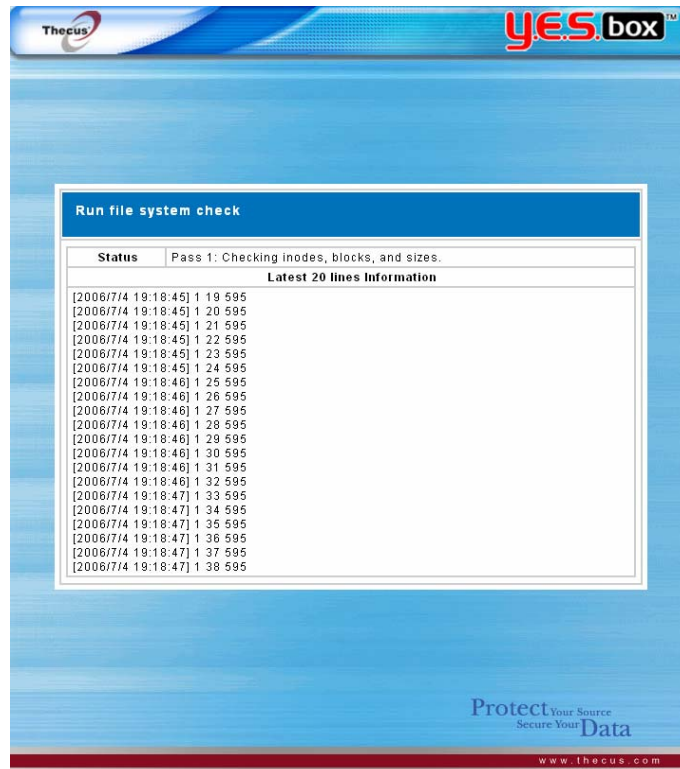 Thecus
y.e.s.box™
Run file system check
Status Pass 1: Checking inodes, blocks, and sizes.
Latest 20 lines Information
[2006/7/4 19:18:45] 1 19 595
[2006/7/4 19:18:45] 1 20 595
[2006/7/4 19:18:45] 1 21 595
[2006/7/4 19:18:45] 1 22 595
[2006/7/4 19:18:45] 1 23 595
[2006/7/4 19:18:45] 1 24 595
[2006/7/4 19:18:46] 1 25 595
[2006/7/4 19:18:46] 1 26 595
[2006/7/4 19:18:46] 1 27 595
[2006/7/4 19:18:46] 1 28 595
[2006/7/4 19:18:46] 1 29 595
[2006/7/4 19:18:46] 1 30 595
[2006/7/4 19:18:46] 1 31 595
[2006/7/4 19:18:46] 1 32 595
[2006/7/4 19:18:47] 1 33 595
[2006/7/4 19:18:47] 1 34 595
[2006/7/4 19:18:47] 1 35 595
[2006/7/4 19:18:47] 1 36 595
[2006/7/4 19:18:47] 1 37 595
[2006/7/4 19:18:47] 1 38 595
Protect Your Source
Secure Your Data
www.thecus.com